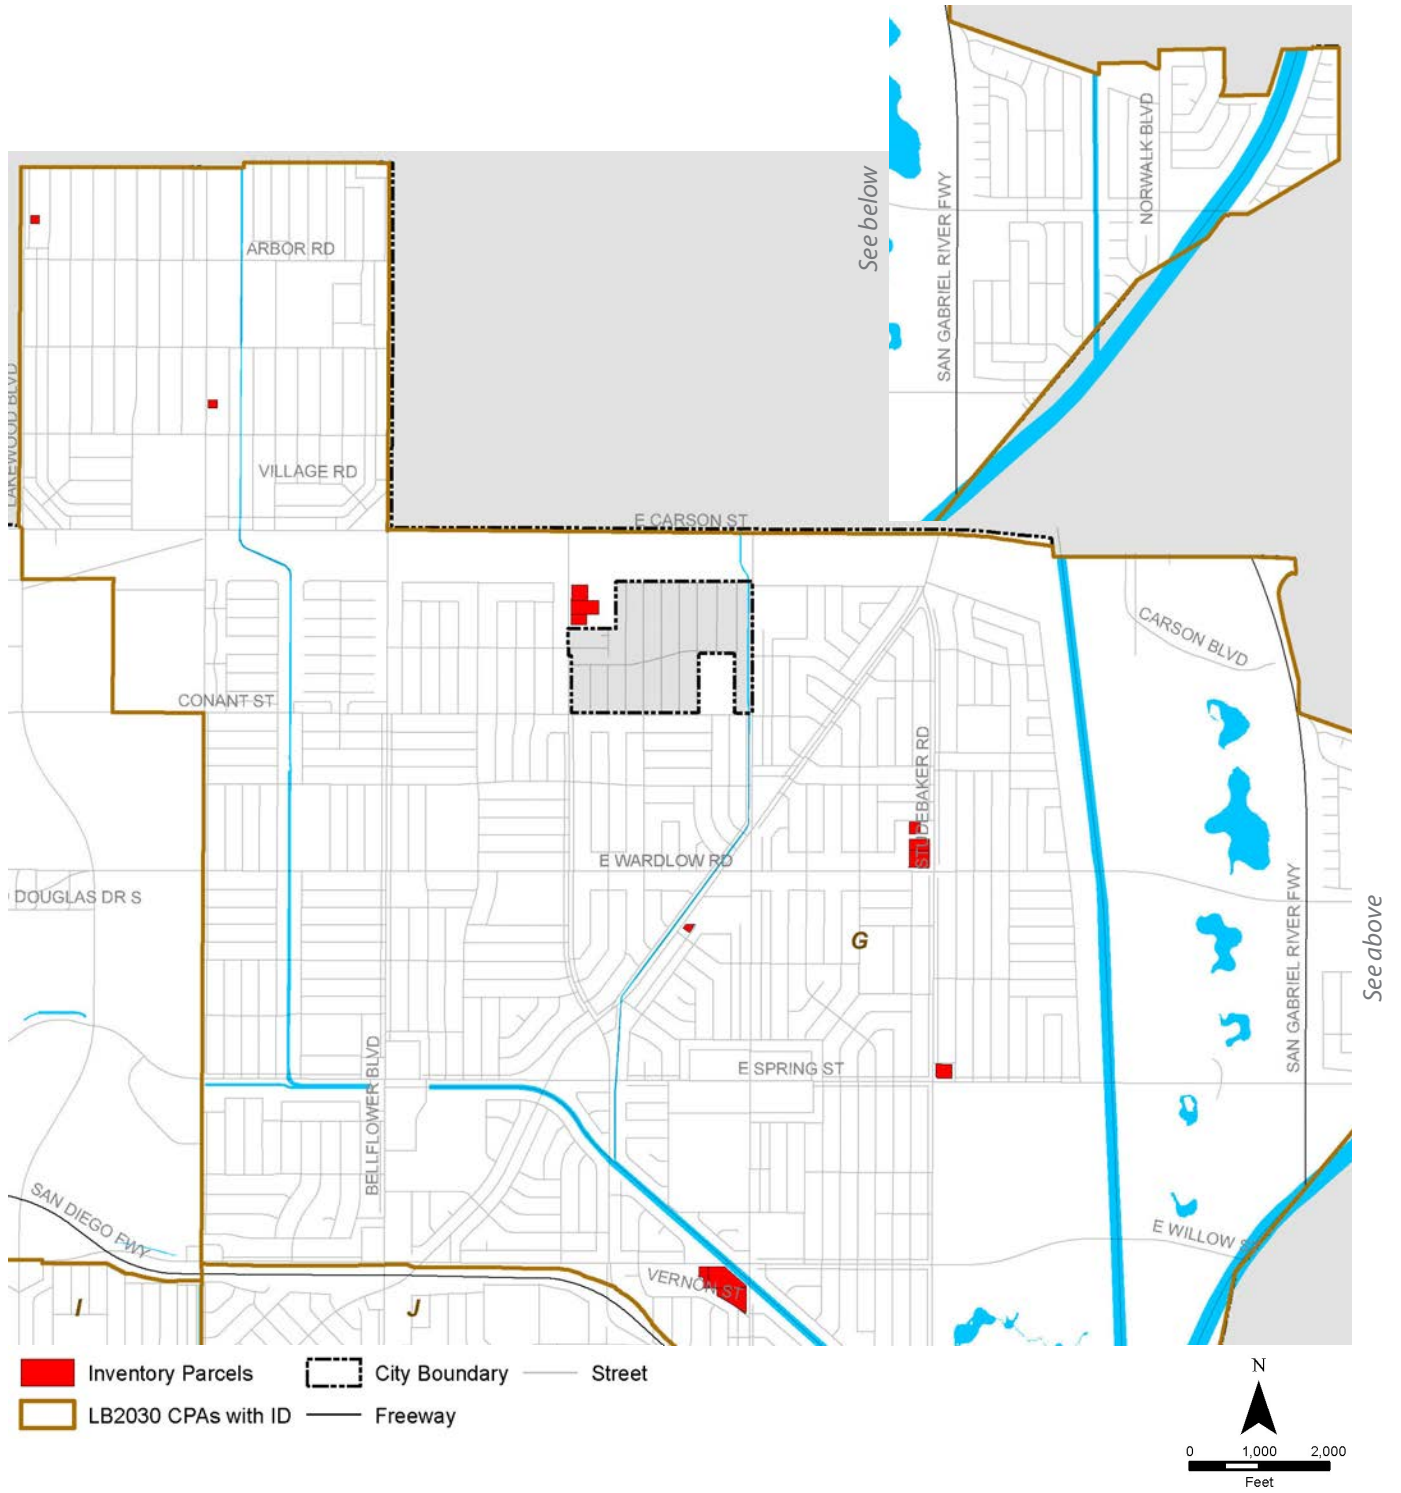 See below
NORWALK BLVD
SAN GABRIEL RIVER FWY
ARBOR RD
LAKEWOOD BLVD
VILLAGE RD
E CARSON ST
CARSON BLVD
CONANT ST
STUDEBAKER RD
E WARDLOW RD
DOUGLAS DR S
SAN GABRIEL RIVER FWY
See above
G
BELLFLOWER BLVD
E SPRING ST
SAN DIEGO FWY
E WILLOW
VERNON ST
I
J
Inventory Parcels
City Boundary
Street
LB2030 CPAs with ID
Freeway
N
0 1,000 2,000
Feet